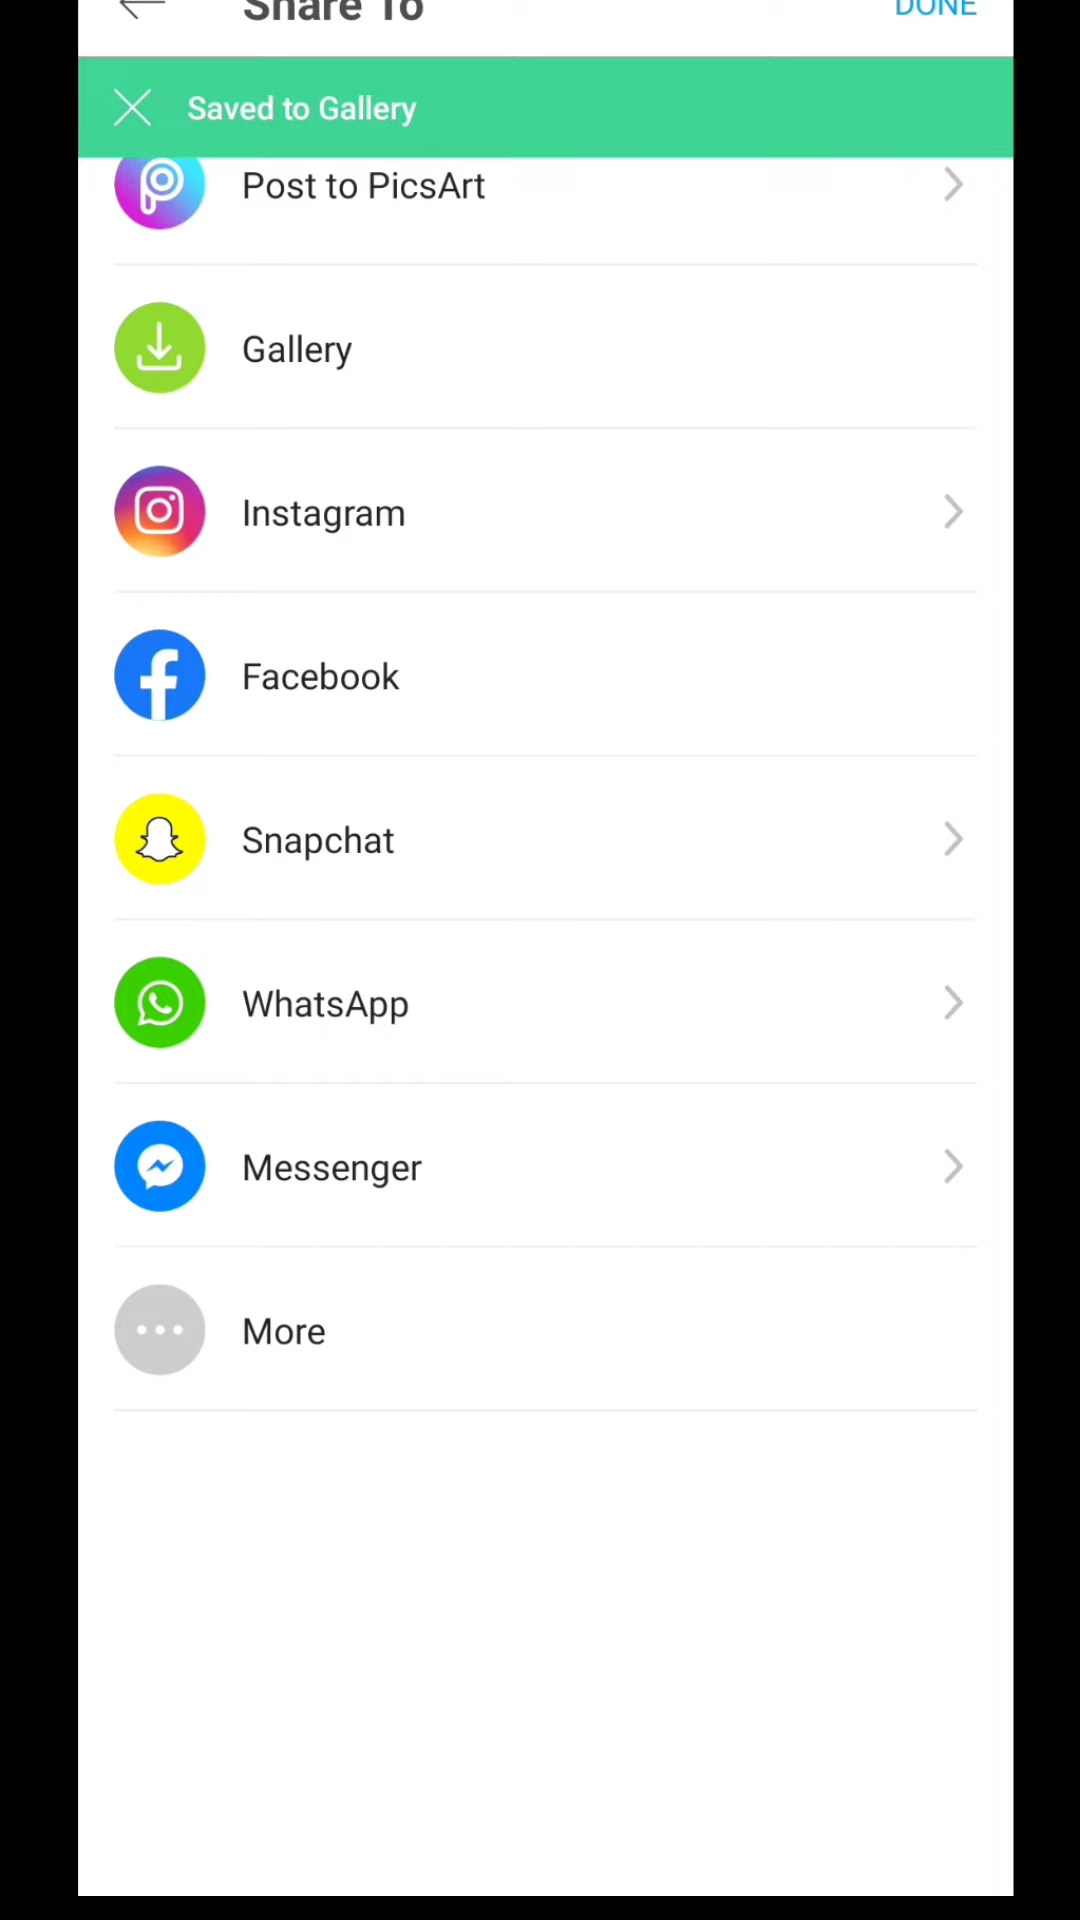 Share To
DONE
Saved to Gallery
Post to PicsArt
Gallery
Instagram
Facebook
Snapchat
WhatsApp
Messenger
More